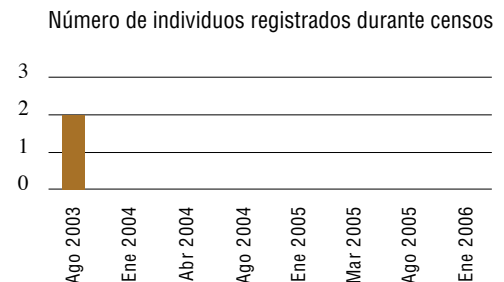 Número de individuos registrados durante censos
3
2
1
0
Ago 2003
Ene 2004
Abr 2004
Ago 2004
Ene 2005
Mar 2005
Ago 2005
Ene 2006